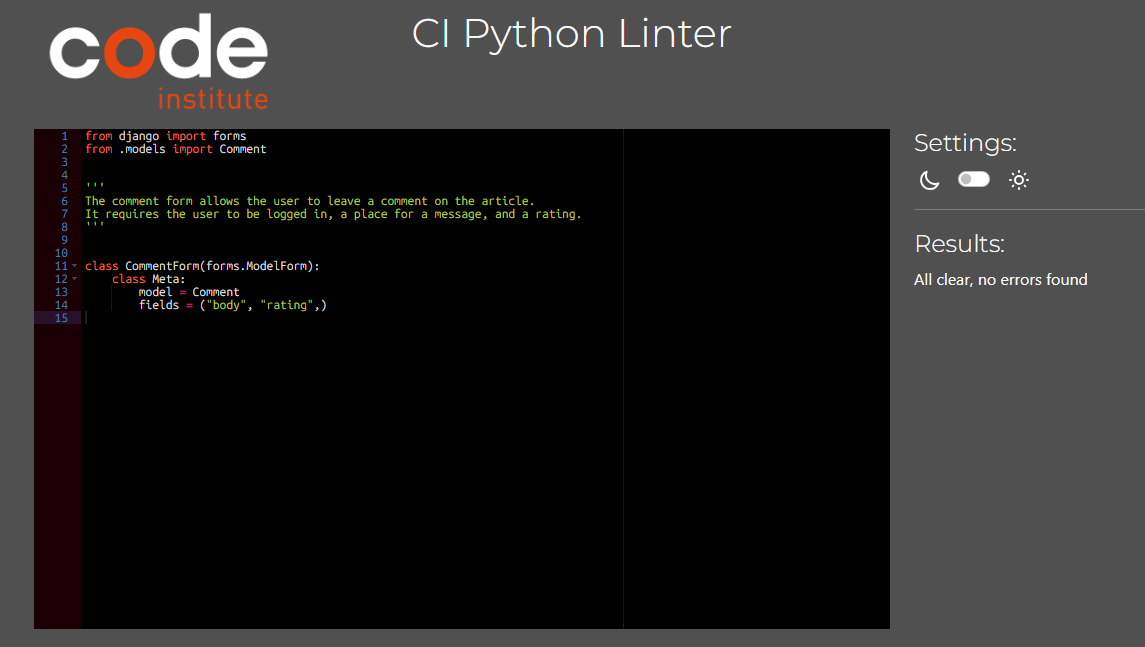 code
institute
CI Python Linter
1 from django import forms
2 from .models import Comment
3
4
5 '''
6 The comment form allows the user to leave a comment on the article.
7 It requires the user to be logged in, a place for a message, and a rating.
8 '''
9
10
11 class CommentForm(forms.ModelForm):
12     class Meta:
13         model = Comment
14         fields = ("body", "rating",)
15
Settings:
Results:
All clear, no errors found